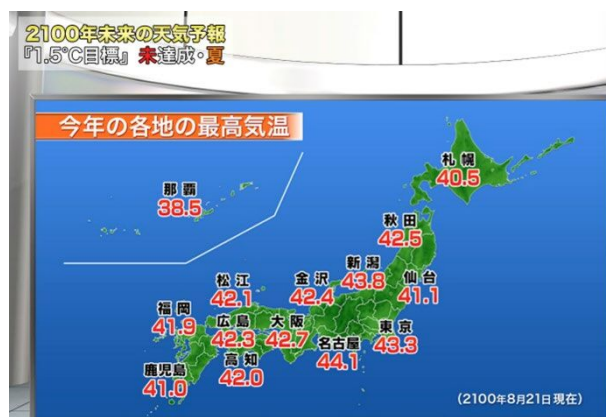 2100年未来の天気予報
『1.5℃目標』未達成・夏
今年の各地の最高気温
札幌
40.5
那覇
38.5
秋田
42.5
新潟
43.8
仙台
41.1
金沢
42.4
松江
42.1
福岡
41.9
広島
42.3
大阪
42.7
東京
43.3
名古屋
44.1
高知
42.0
鹿児島
41.0
(2100年8月21日現在)